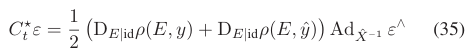 $C_t^\star \varepsilon = \frac{1}{2} \left( \mathrm{D}_{E|\mathrm{id}} \rho(E, y) + \mathrm{D}_{E|\mathrm{id}} \rho(E, \hat{y}) \right) \mathrm{Ad}_{\hat{X}^{-1}} \varepsilon^\wedge \quad (35)$